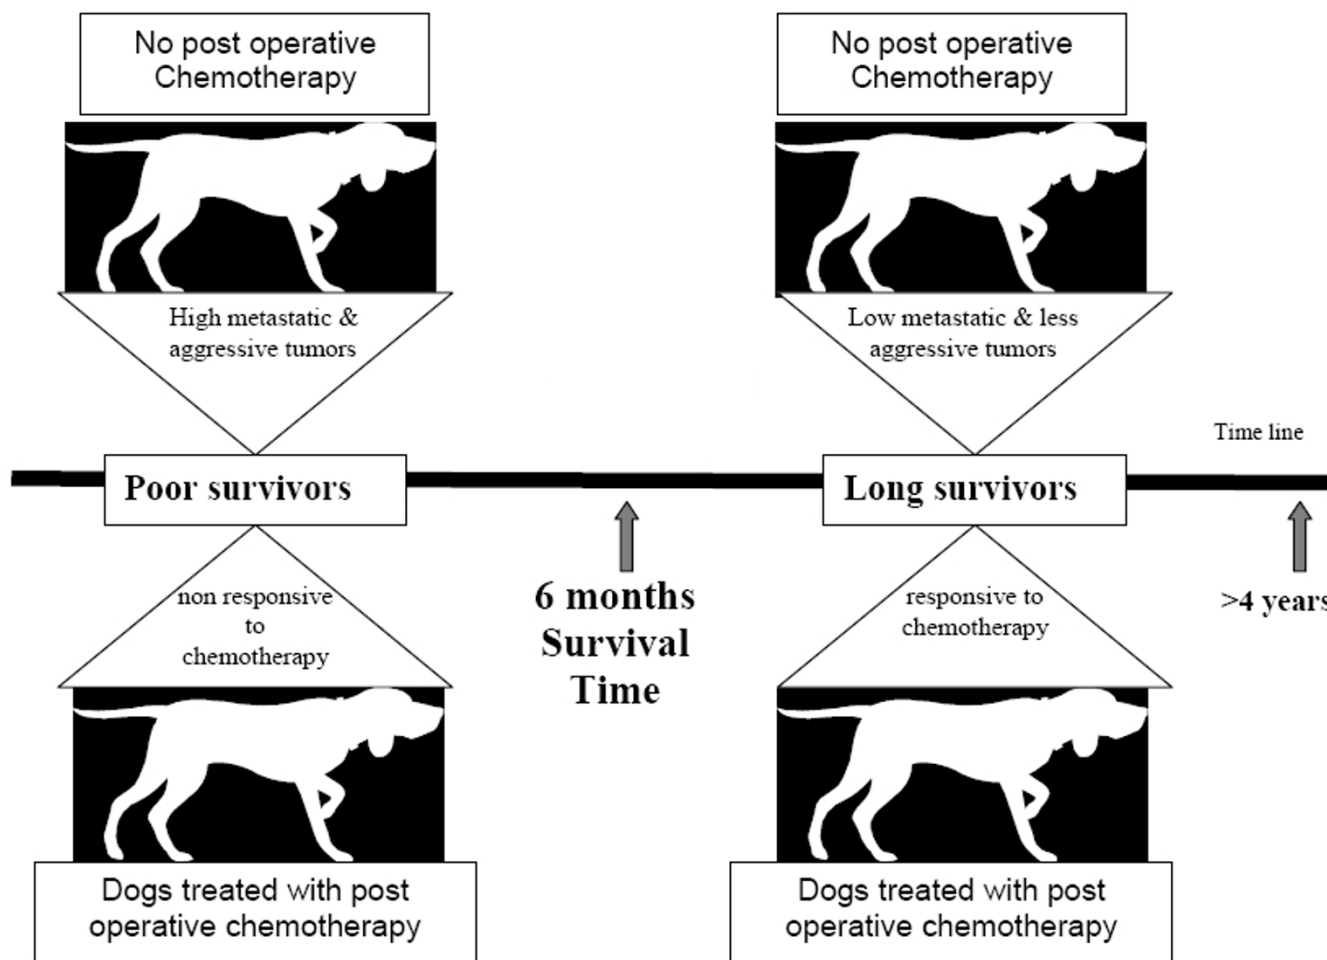 No post operative
Chemotherapy
No post operative
Chemotherapy
High metastatic &
aggressive tumors
Low metastatic & less
aggressive tumors
Time line
Poor survivors
Long survivors
6 months
Survival
Time
>4 years
non responsive
to
chemotherapy
responsive to
chemotherapy
Dogs treated with post
operative chemotherapy
Dogs treated with post
operative chemotherapy